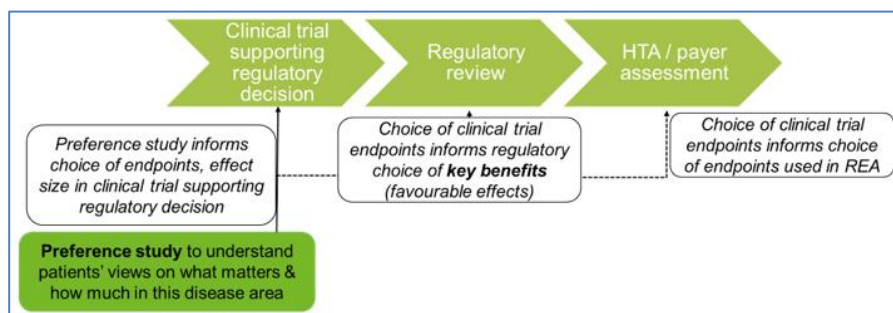 Clinical trial
supporting
regulatory
decision
Regulatory
review
HTA / payer
assessment
Preference study informs
choice of endpoints, effect
size in clinical trial supporting
regulatory decision
Choice of clinical trial
endpoints informs regulatory
choice of key benefits
(favourable effects)
Choice of clinical trial
endpoints informs choice
of endpoints used in REA
Preference study to understand
patients' views on what matters &
how much in this disease area